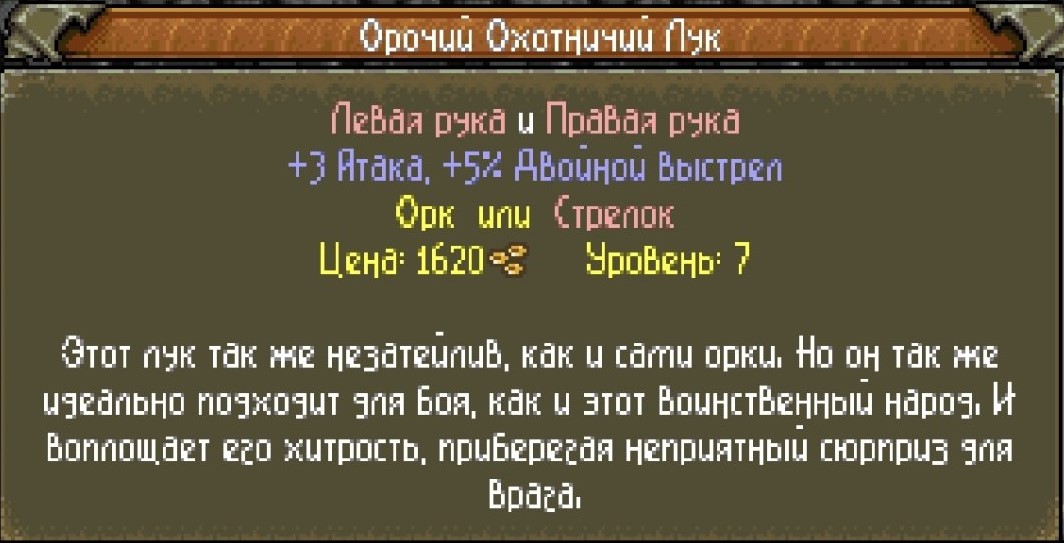 Орочий Охотничий Лук
Левая рука и Правая рука
+3 Атака, +5% Двойной выстрел
Орк или Стрелок
Цена: 1620 Уровень: 7
Этот лук так же незатейлив, как и сами орки. Но он так же
идеально подходит для боя, как и этот воинственный народ. И
воплощает его хитрость, приберегая неприятный сюрприз для
врага.